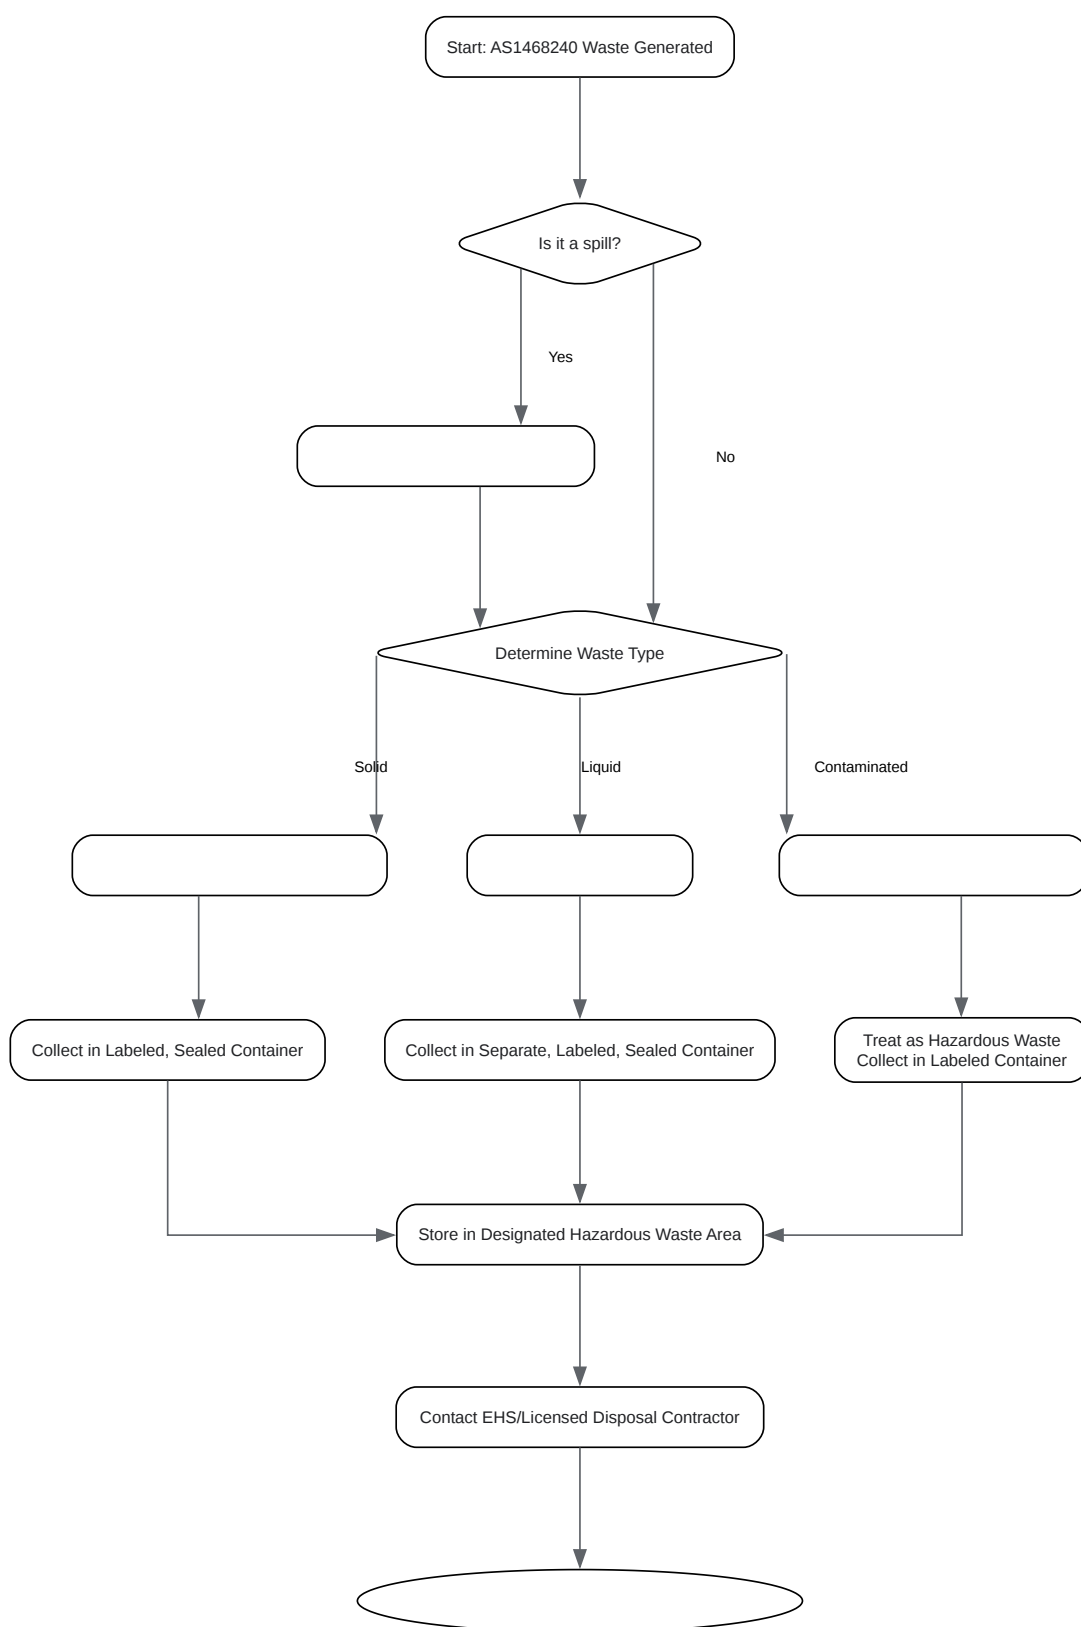 Start: AS1468240 Waste Generated
Is it a spill?
Yes
No
Determine Waste Type
Solid
Liquid
Contaminated
Collect in Labeled, Sealed Container
Collect in Separate, Labeled, Sealed Container
Treat as Hazardous Waste
Collect in Labeled Container
Store in Designated Hazardous Waste Area
Contact EHS/Licensed Disposal Contractor